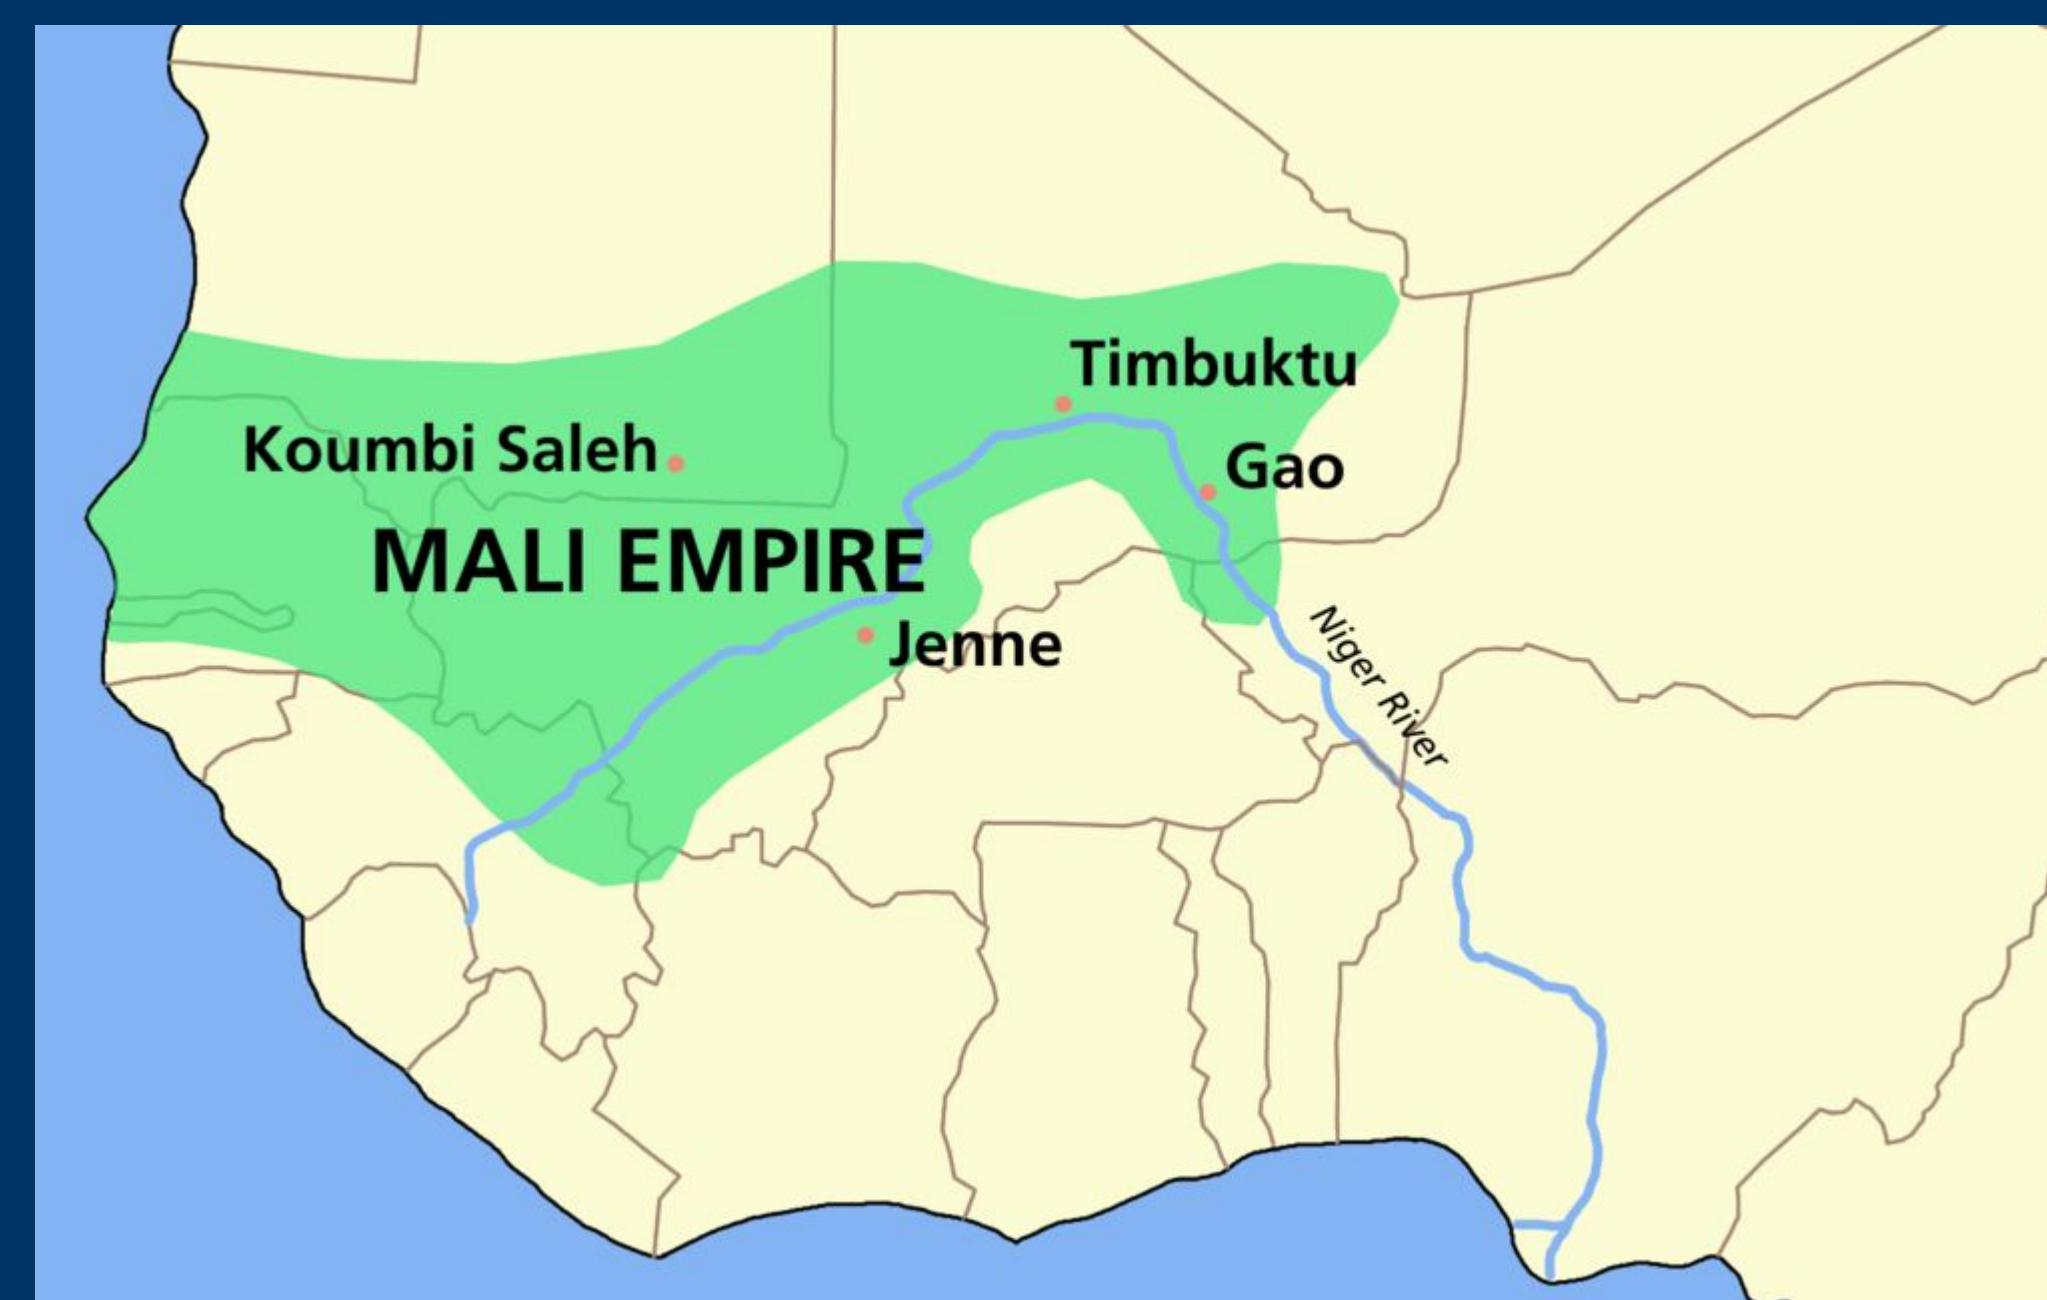 Timbuktu
Koumbi Saleh
Gao
MALI EMPIRE
Jenne
Niger River